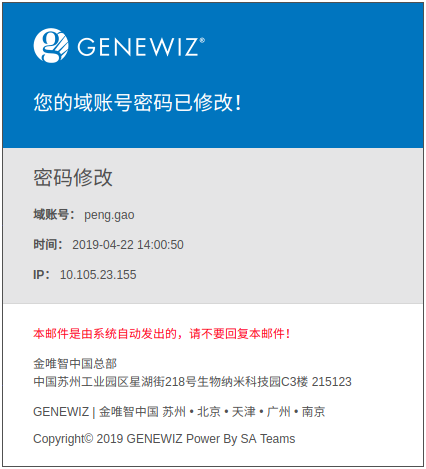 GENEWIZ®
您的域账号密码已修改！
密码修改
域账号： peng.gao
时间： 2019-04-22 14:00:50
IP： 10.105.23.155
本邮件是由系统自动发出的，请不要回复本邮件！
金唯智中国总部
中国苏州工业园区星湖街218号生物纳米科技园C3楼 215123
GENEWIZ | 金唯智中国 苏州 • 北京 • 天津 • 广州 • 南京
Copyright© 2019 GENEWIZ Power By SA Teams